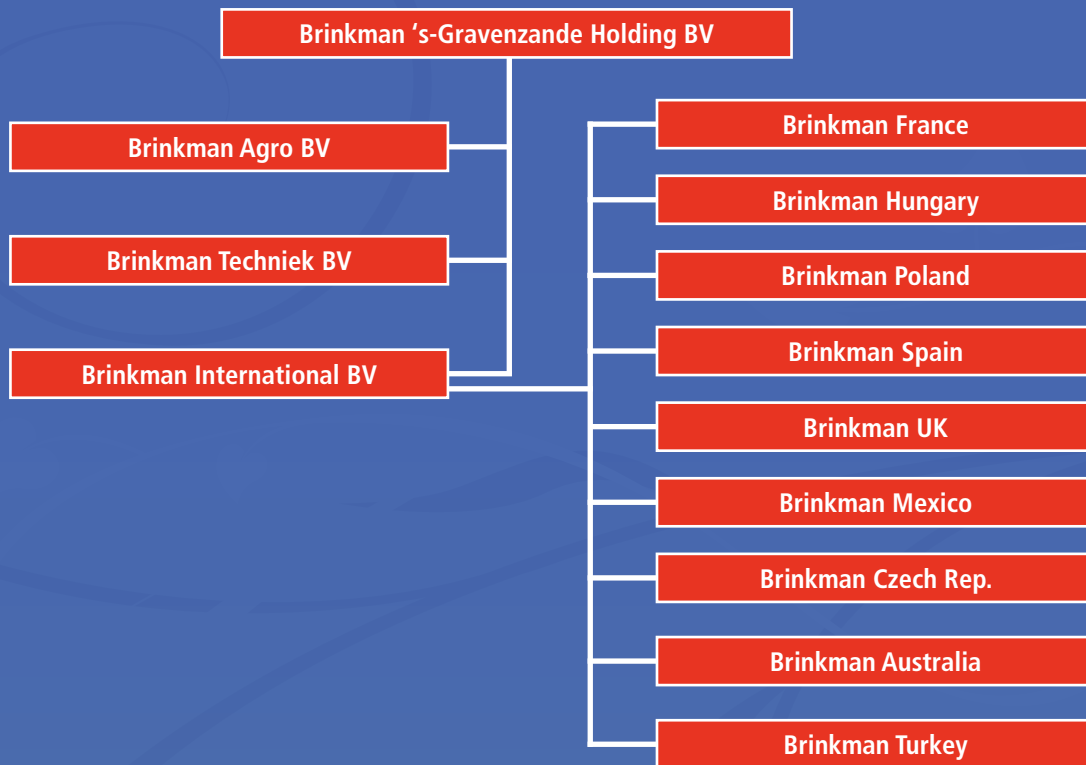 Brinkman ‘s-Gravenzande Holding BV
Brinkman Agro BV
Brinkman Techniek BV
Brinkman International BV
Brinkman France
Brinkman Hungary
Brinkman Poland
Brinkman Spain
Brinkman UK
Brinkman Mexico
Brinkman Czech Rep.
Brinkman Australia
Brinkman Turkey